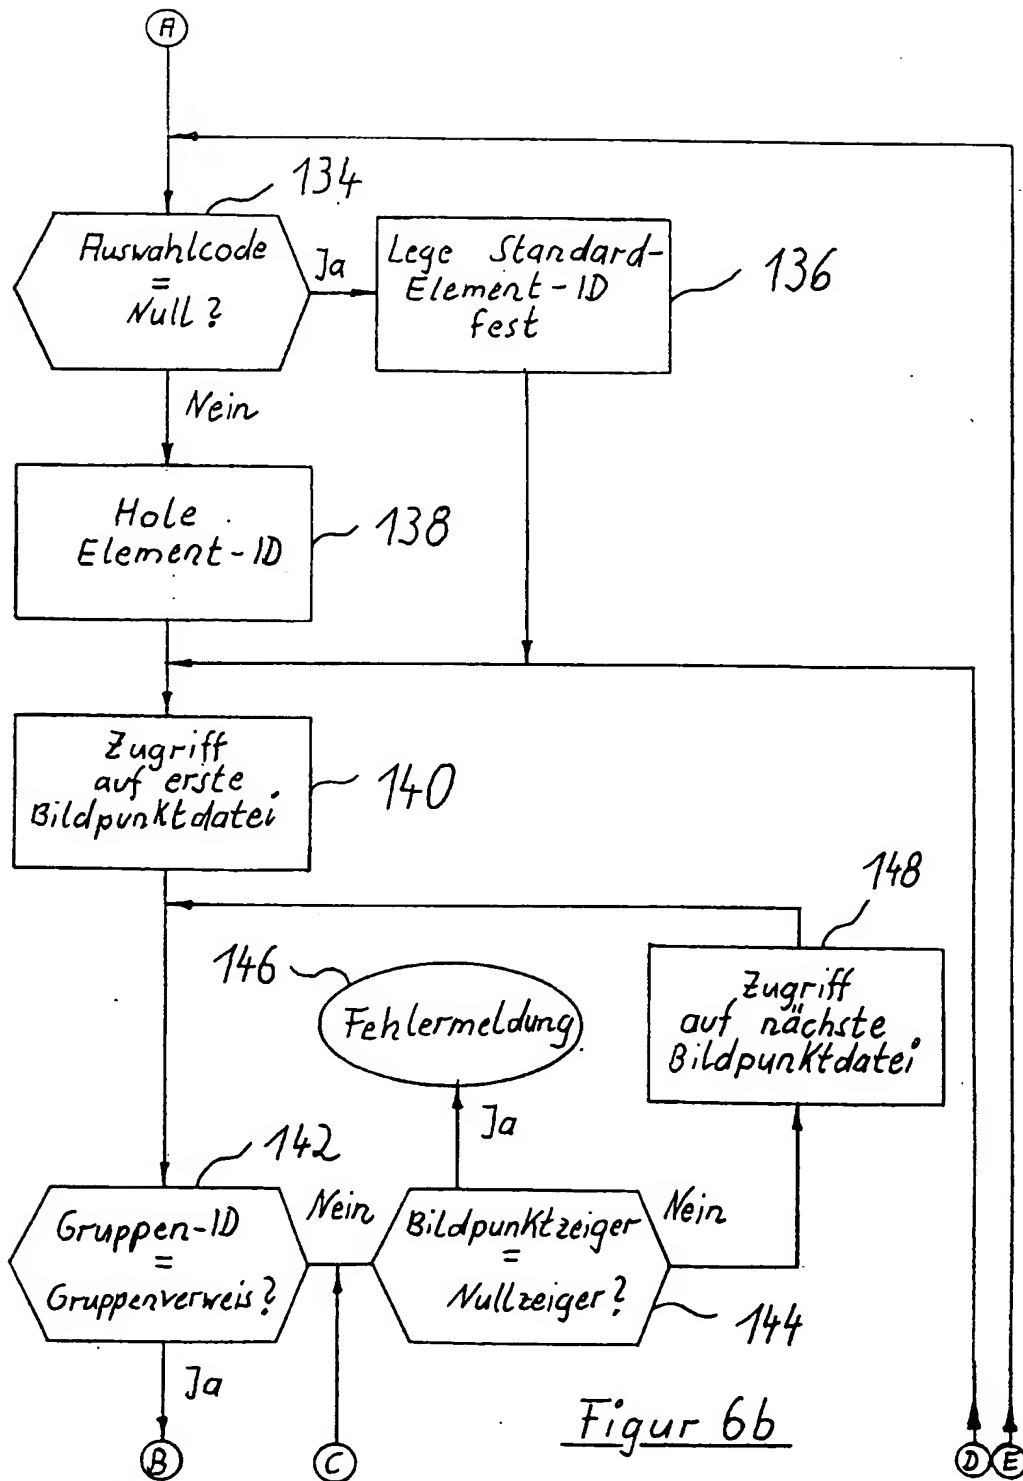 A
134
Auswahlcode
=
Null?
Ja
Lege Standard-
Element-ID
fest
136
Nein
Hole
Element-ID
138
Zugriff
auf erste
Bildpunktdatei
140
148
Zugriff
auf nächste
Bildpunktdatei
146
Fehlermeldung
Ja
142
Gruppen-ID
=
Gruppenverweis?
Nein
Bildpunktzeiger
=
Nullzeiger?
Nein
144
Ja
Figur 6b
B
C
D
E